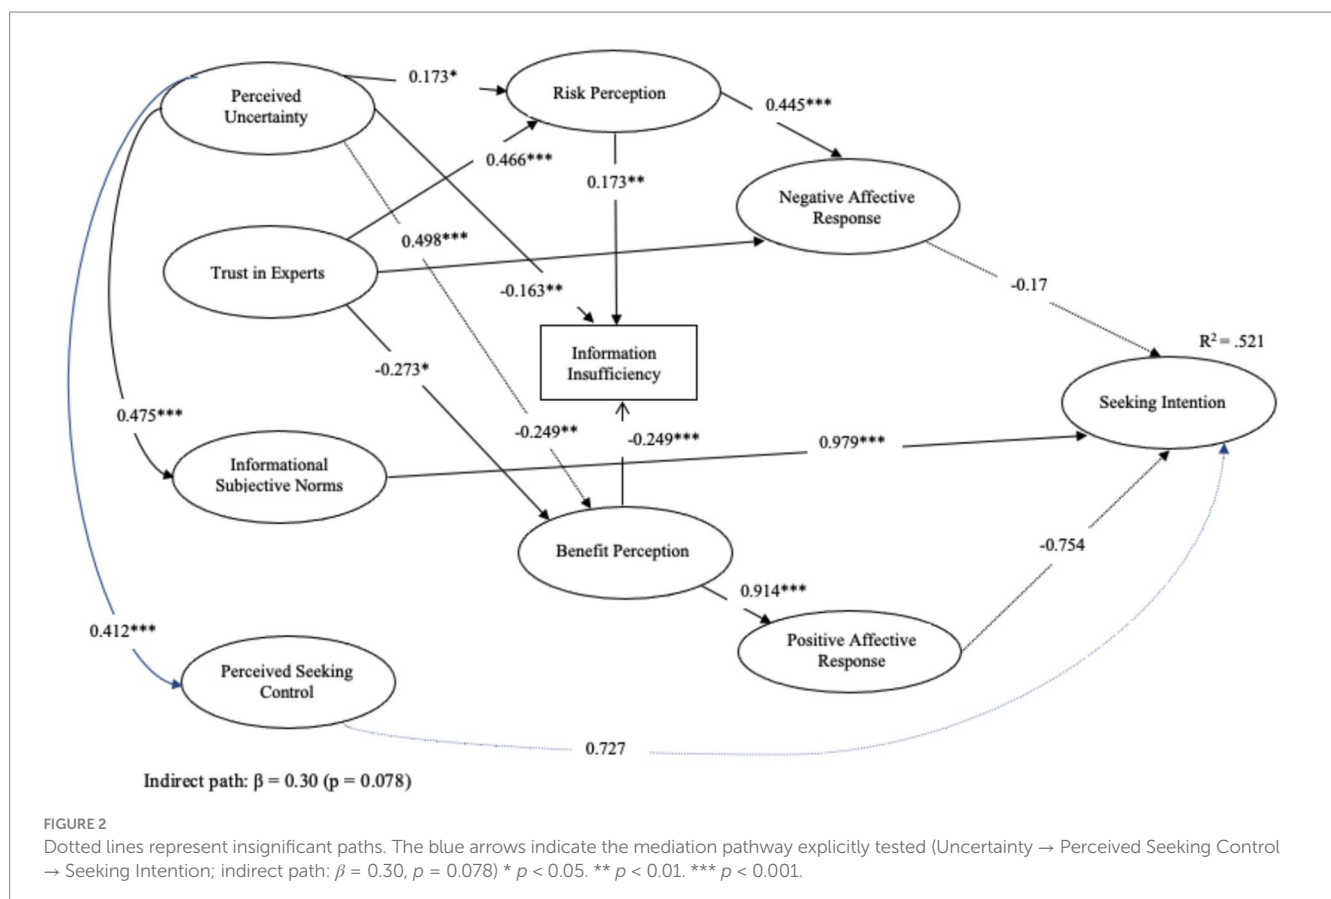 Perceived
Uncertainty
0.173*
Risk Perception
0.445***
0.466***
0.173**
Negative Affective
Response
0.498***
Trust in Experts
-0.163**
-0.17
R² = .521
Information
Insufficiency
-0.273*
Seeking Intention
0.475***
-0.249**
-0.249***
0.979***
Informational
Subjective Norms
Benefit Perception
-0.754
0.914***
0.412***
Positive Affective
Response
Perceived Seeking
Control
0.727
Indirect path: β = 0.30 (p = 0.078)
FIGURE 2
Dotted lines represent insignificant paths. The blue arrows indicate the mediation pathway explicitly tested (Uncertainty → Perceived Seeking Control
→ Seeking Intention; indirect path: β = 0.30, p = 0.078) * p < 0.05. ** p < 0.01. *** p < 0.001.